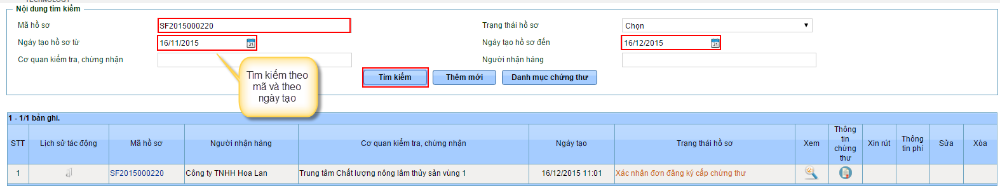 TECHNOLOGY
Nội dung tìm kiếm
Mã hồ sơ
SF2015000220
Trạng thái hồ sơ
Chọn
Ngày tạo hồ sơ từ
16/11/2015
31
Ngày tạo hồ sơ đến
16/12/2015
31
Cơ quan kiểm tra, chứng nhận
Người nhận hàng
Tìm kiếm theo
mã và theo
ngày tạo
Tìm kiếm
Thêm mới
Danh mục chứng thư
1 - 1/1 bản ghi.
STT
Lịch sử tác động
Mã hồ sơ
Người nhận hàng
Cơ quan kiểm tra, chứng nhận
Ngày tạo
Trạng thái hồ sơ
Xem
Thông
tin
chứng
thư
Xin rút
Thông
tin phí
Sửa
Xóa
1
SF2015000220
Công ty TNHH Hoa Lan
Trung tâm Chất lượng nông lâm thủy sản vùng 1
16/12/2015 11:01
Xác nhận đơn đăng ký cấp chứng thư